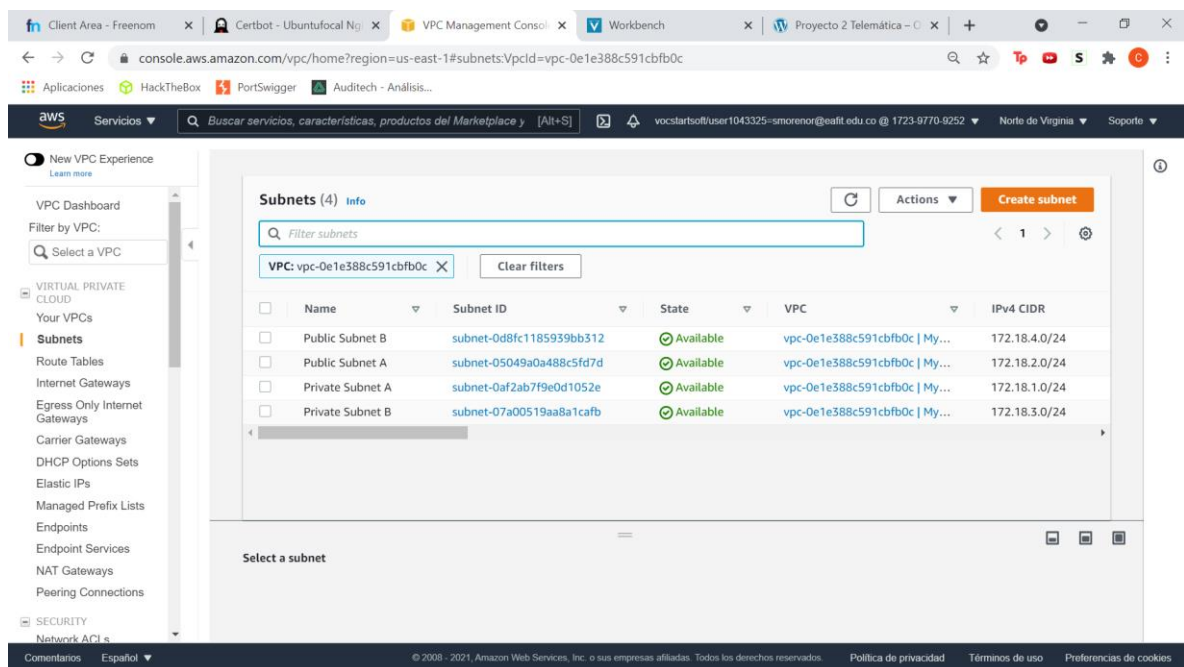 Client Area - Freenom
Certbot - Ubuntufocal Ng
VPC Management Consol
Workbench
Proyecto 2 Telemática – O
console.aws.amazon.com/vpc/home?region=us-east-1#subnets:VpcId=vpc-0e1e388c591cbfb0c
Aplicaciones HackTheBox PortSwigger Auditech - Análisis...
aws Servicios ▼ Buscar servicios, características, productos del Marketplace y [Alt+S] vocstartsoft/user1043325=smorenor@eafit.edu.co @ 1723-9770-9252 ▼ Norte de Virginia ▼ Soporte ▼
New VPC Experience
Learn more
VPC Dashboard
Filter by VPC:
Select a VPC
VIRTUAL PRIVATE
CLOUD
Your VPCs
Subnets
Route Tables
Internet Gateways
Egress Only Internet
Gateways
Carrier Gateways
DHCP Options Sets
Elastic IPs
Managed Prefix Lists
Endpoints
Endpoint Services
NAT Gateways
Peering Connections
SECURITY
Network ACLs
Subnets (4) Info
Actions ▼ Create subnet
Filter subnets
1
VPC: vpc-0e1e388c591cbfb0c Clear filters
Name Subnet ID State VPC IPv4 CIDR
Public Subnet B subnet-0d8fc1185939bb312 Available vpc-0e1e388c591cbfb0c | My... 172.18.4.0/24
Public Subnet A subnet-05049a0a488c5fd7d Available vpc-0e1e388c591cbfb0c | My... 172.18.2.0/24
Private Subnet A subnet-0af2ab7f9e0d1052e Available vpc-0e1e388c591cbfb0c | My... 172.18.1.0/24
Private Subnet B subnet-07a00519aa8a1cafb Available vpc-0e1e388c591cbfb0c | My... 172.18.3.0/24
Select a subnet
Comentarios Español ▼ © 2008 - 2021, Amazon Web Services, Inc. o sus empresas afiliadas. Todos los derechos reservados. Política de privacidad Términos de uso Preferencias de cookies